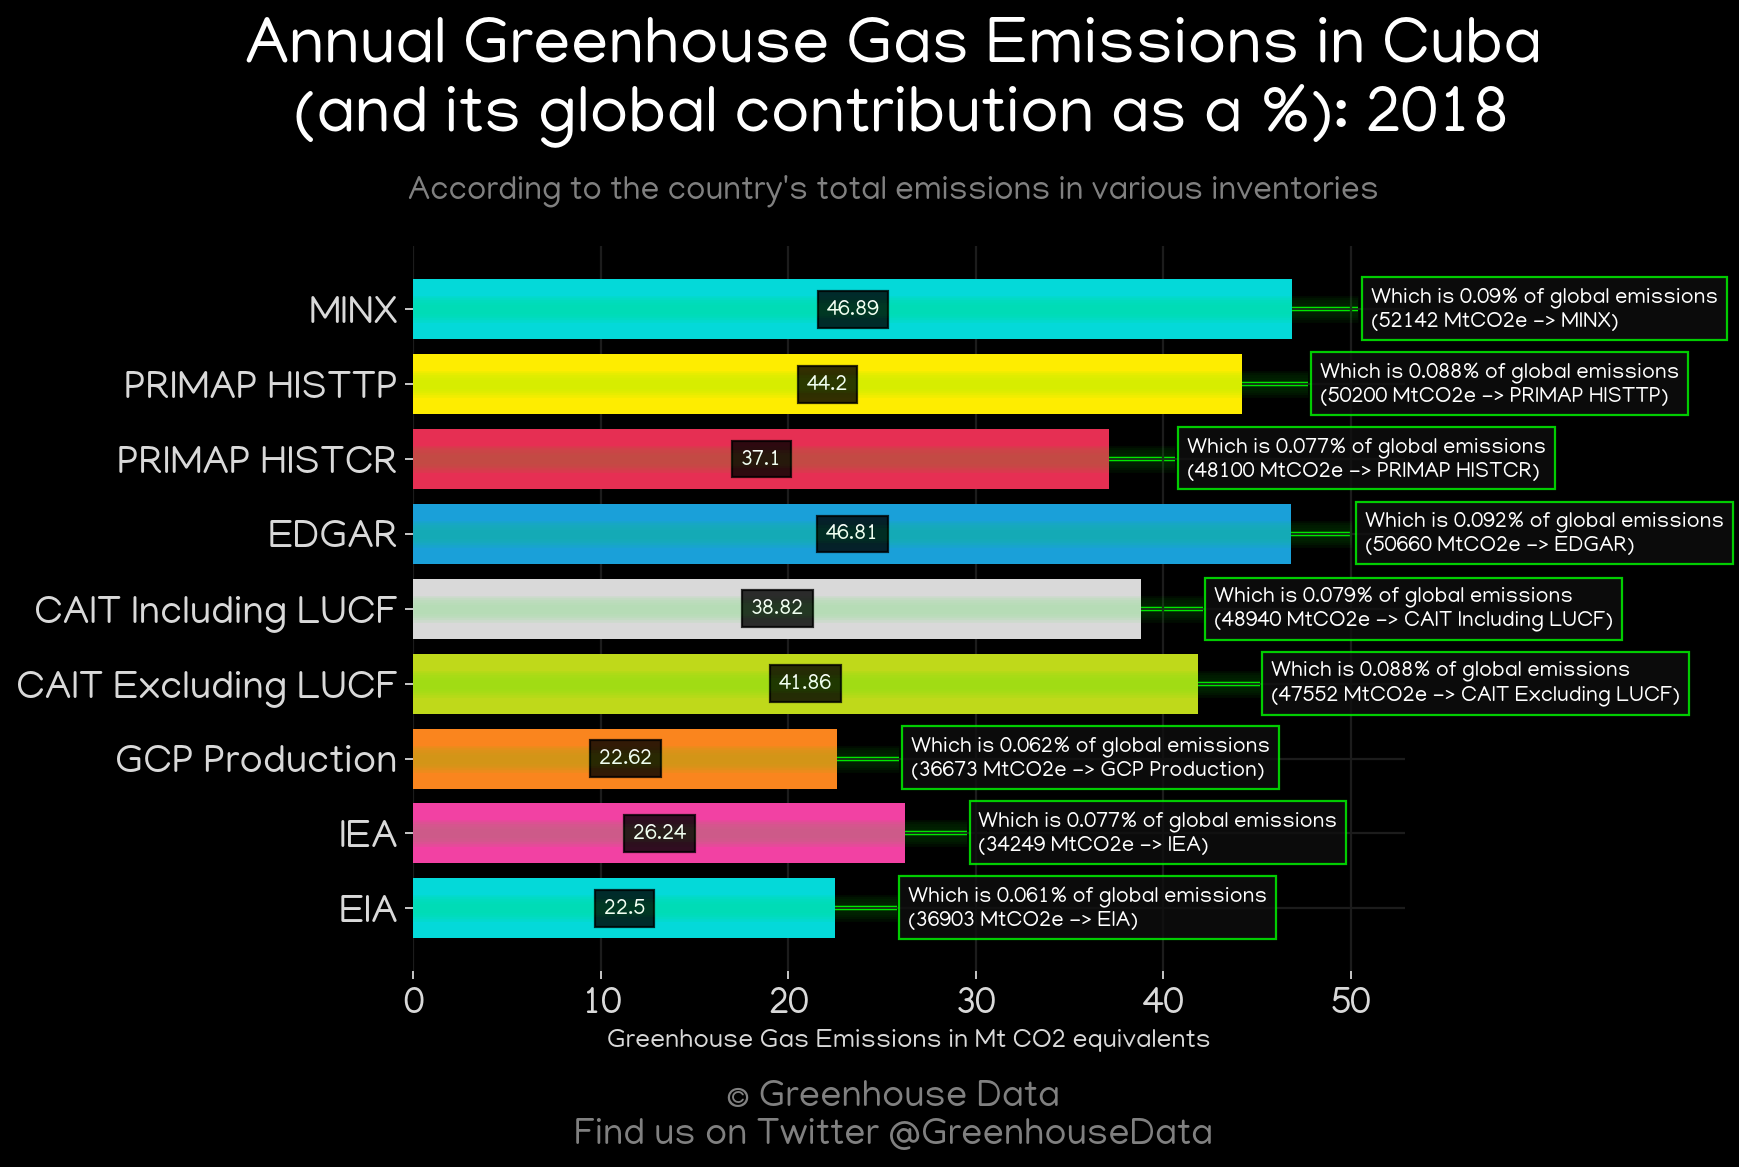 Annual Greenhouse Gas Emissions in Cuba
(and its global contribution as a %): 2018
According to the country's total emissions in various inventories
MINX
46.89
Which is 0.09% of global emissions
(52142 MtCO2e -> MINX)
PRIMAP HISTTP
44.2
Which is 0.088% of global emissions
(50200 MtCO2e -> PRIMAP HISTTP)
PRIMAP HISTCR
37.1
Which is 0.077% of global emissions
(48100 MtCO2e -> PRIMAP HISTCR)
EDGAR
46.81
Which is 0.092% of global emissions
(50660 MtCO2e -> EDGAR)
CAIT Including LUCF
38.82
Which is 0.079% of global emissions
(48940 MtCO2e -> CAIT Including LUCF)
CAIT Excluding LUCF
41.86
Which is 0.088% of global emissions
(47552 MtCO2e -> CAIT Excluding LUCF)
GCP Production
22.62
Which is 0.062% of global emissions
(36673 MtCO2e -> GCP Production)
IEA
26.24
Which is 0.077% of global emissions
(34249 MtCO2e -> IEA)
EIA
22.5
Which is 0.061% of global emissions
(36903 MtCO2e -> EIA)
0 10 20 30 40 50
Greenhouse Gas Emissions in Mt CO2 equivalents
© Greenhouse Data
Find us on Twitter @GreenhouseData